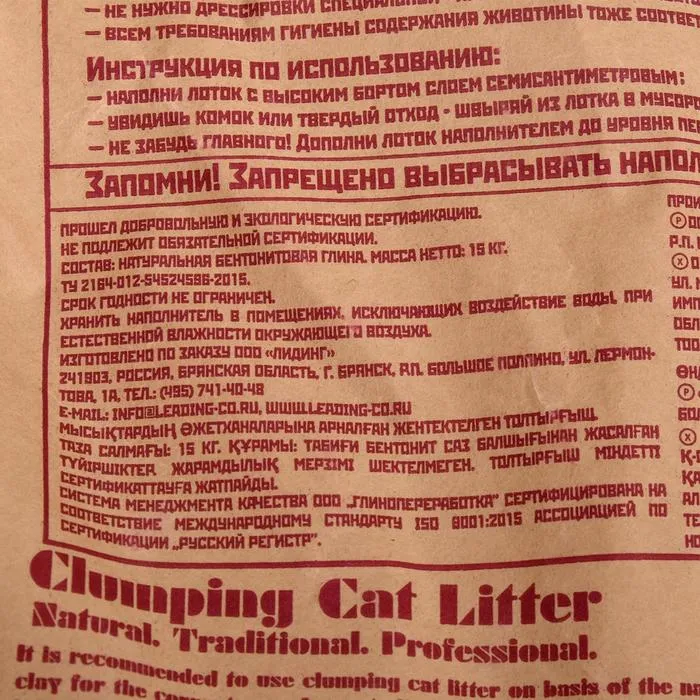 – НЕ НУЖНО ДРЕССИРОВКИ СПЕЦИАЛЬНОЙ -
– ВСЕМ ТРЕБОВАНИЯМ ГИГИЕНЫ СОДЕРЖАНИЯ ЖИВОТНЫ ТОЖЕ
ИНСТРУКЦИЯ ПО ИСПОЛЬЗОВАНИЮ:
– НАПОЛНИ ЛОТОК С ВЫСОКИМ БОРТОМ СЛОЕМ СЕМИСАНТИМЕТРОВЫМ:
– УВИДИШЬ КОМОК ИЛИ ТВЕРДЫЙ ОТХОД - ШВЫРЯЙ ИЗ ЛОТКА В
– НЕ ЗАБУДЬ ГЛАВНОГО! ДОПОЛНИ ЛОТОК НАПОЛНИТЕЛЕМ ДО УРОВНЯ
ЗАПОМНИ! ЗАПРЕЩЕНО ВЫБРАСЫВАТЬ
ПРОШЕЛ ДОБРОВОЛЬНУЮ И ЭКОЛОГИЧЕСКУЮ СЕРТИФИКАЦИЮ.
НЕ ПОДЛЕЖИТ ОБЯЗАТЕЛЬНОЙ СЕРТИФИКАЦИИ.
СОСТАВ: НАТУРАЛЬНАЯ БЕНТОНИТОВАЯ ГЛИНА. МАССА НЕТТО: 15 КГ.
ТУ 2164-012-54524596-2015.
СРОК ГОДНОСТИ НЕ ОГРАНИЧЕН.
ХРАНИТЬ НАПОЛНИТЕЛЬ В ПОМЕЩЕНИЯХ, ИСКЛЮЧАЮЩИХ ВОЗДЕЙСТВИЕ ВОДЫ, ПРИ
ЕСТЕСТВЕННОЙ ВЛАЖНОСТИ ОКРУЖАЮЩЕГО ВОЗДУХА.
ИЗГОТОВЛЕНО ПО ЗАКАЗУ ООО «ЛИДИНГ»
241903, РОССИЯ, БРЯНСКАЯ ОБЛАСТЬ, Г. БРЯНСК, Р.П. БОЛЬШОЕ ПОЛПИНО, УЛ. ЛЕРМОН-
ТОВА, 1А, ТЕЛ.: (495) 741-40-48
E-MAIL: INFO@LEADING-CO.RU, WWW.LEADING-CO.RU
МЫСЫҚТАРДЫҢ ӘЖЕТХАНАЛАРЫНА АРНАЛҒАН ЖЕНТЕКТЕЛГЕН ТОЛТЫРҒЫШ
ТАЗА САЛМАҒЫ: 15 КГ. ҚҰРАМЫ: ТАБИҒИ БЕНТОНИТ САЗ БАЛШЫҒЫНАН ЖАСАЛҒАН
ТҮЙІРШІКТЕР. ЖАРАМДЫЛЫҚ МЕРЗІМІ ШЕКТЕЛМЕГЕН. ТОЛТЫРҒЫШ МІНДЕТТІ
СЕРТИФИКАТТАУҒА ЖАТПАЙДЫ.
СИСТЕМА МЕНЕДЖМЕНТА КАЧЕСТВА ООО „ГЛИНОПЕРЕРАБОТКА" СЕРТИФИЦИРОВАНА НА
СООТВЕТСТВИЕ МЕЖДУНАРОДНОМУ СТАНДАРТУ ISO 9001:2015 АССОЦИАЦИЕЙ ПО
СЕРТИФИКАЦИИ „РУССКИЙ РЕГИСТР".
Clumping Cat Litter
Natural. Traditional. Professional.
It is recommended to use clumping cat litter on basis of the
clay for the